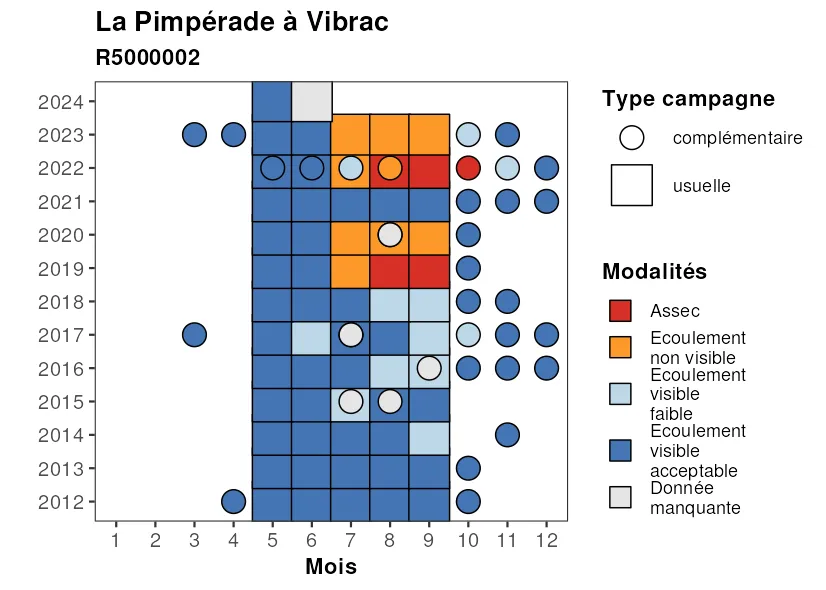 La Pimpérade à Vibrac
R5000002
2024
2023
2022
2021
2020
2019
2018
2017
2016
2015
2014
2013
2012
1 2 3 4 5 6 7 8 9 10 11 12
Mois
Type campagne
complémentaire
usuelle
Modalités
Assec
Ecoulement
non visible
Ecoulement
visible
faible
Ecoulement
visible
acceptable
Donnée
manquante